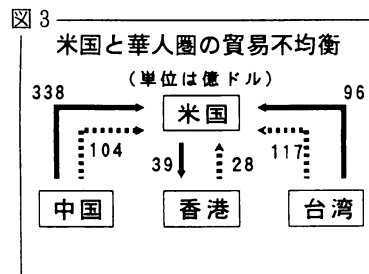 図3
米国と華人圏の貿易不均衡
(単位は億ドル)
338
96
米国
104
39
28
117
中国
香港
台湾